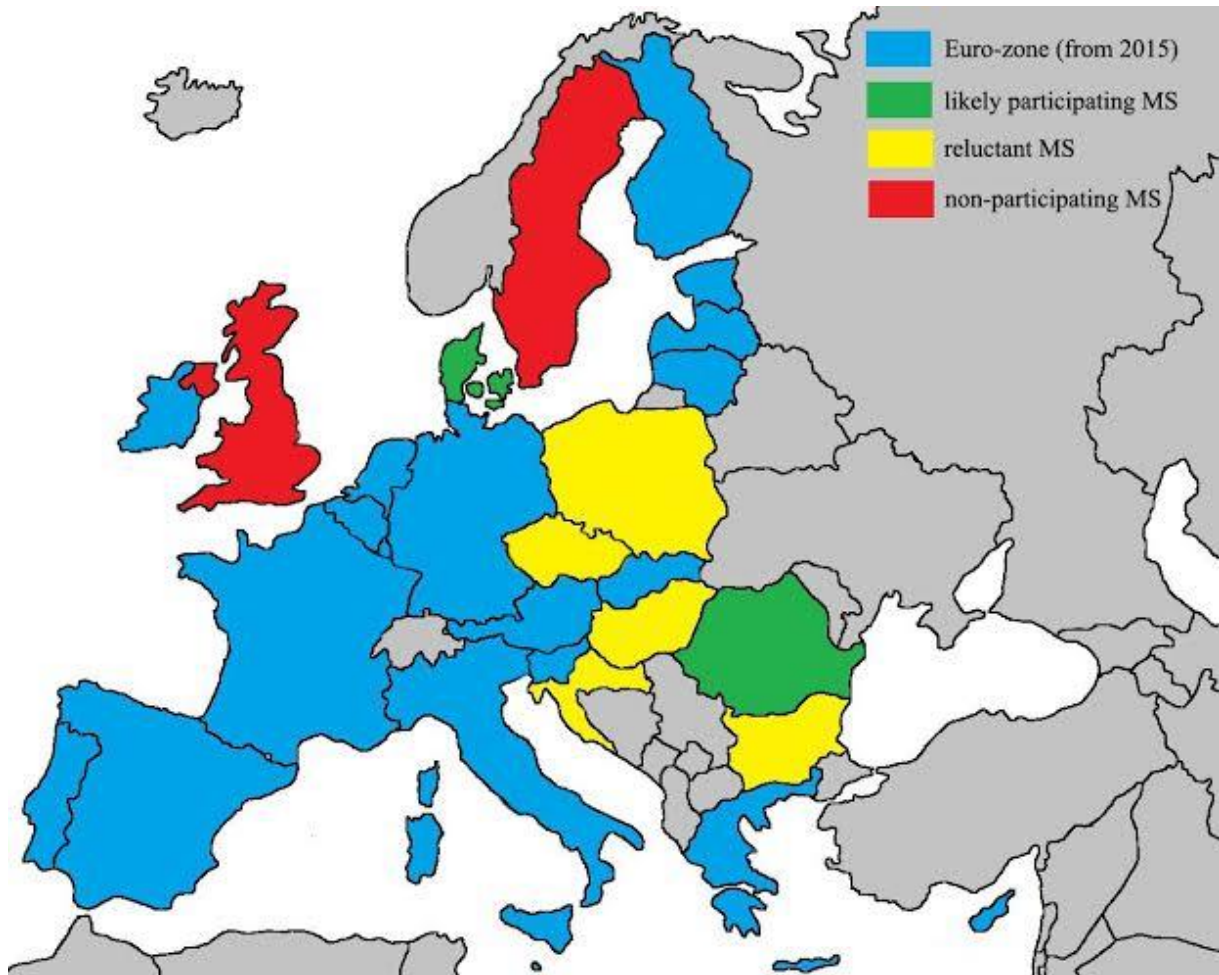 Euro-zone (from 2015)
likely participating MS
reluctant MS
non-participating MS